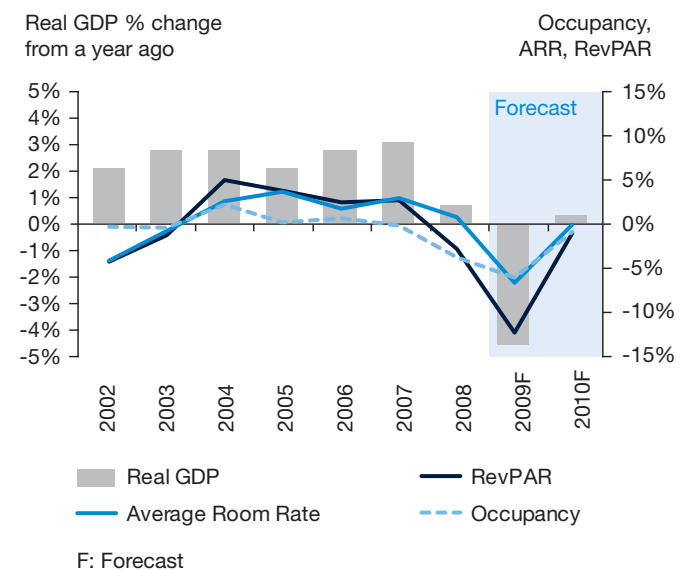 Real GDP % change
from a year ago
Occupancy,
ARR, RevPAR
5%
4%
3%
2%
1%
0%
-1%
-2%
-3%
-4%
-5%
Forecast
15%
10%
5%
0%
-5%
-10%
-15%
2002
2003
2004
2005
2006
2007
2008
2009F
2010F
Real GDP
RevPAR
Average Room Rate
Occupancy
F: Forecast